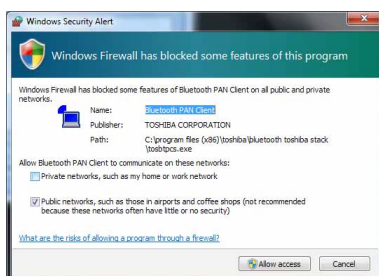 Windows Security Alert
Windows Firewall has blocked some features of this program
Windows Firewall has blocked some features of Bluetooth PAN Client on all public and private
networks.
Name: Bluetooth PAN Client
Publisher: TOSHIBA CORPORATION
Path: C:\program files (x86)\toshiba\bluetooth toshiba stack
\tosbtpcs.exe
Allow Bluetooth PAN Client to communicate on these networks:
Private networks, such as my home or work network
Public networks, such as those in airports and coffee shops (not recommended
because these networks often have little or no security)
What are the risks of allowing a program through a firewall?
Allow access Cancel